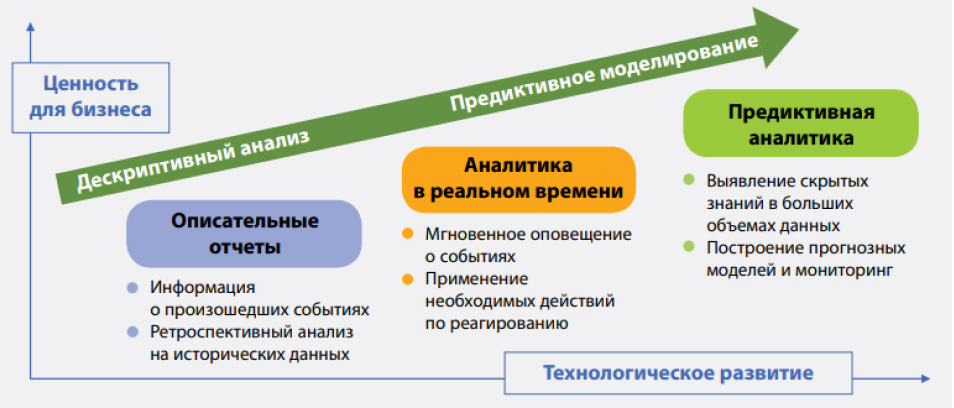 Ценность
для бизнеса
Дескриптивный анализ
Предиктивное моделирование
Описательные
отчеты
Информация
о произошедших событиях
Ретроспективный анализ
на исторических данных
Аналитика
в реальном времени
Мгновенное оповещение
о событиях
Применение
необходимых действий
по реагированию
Предиктивная
аналитика
Выявление скрытых
знаний в больших
объемах данных
Построение прогнозных
моделей и мониторинг
Технологическое развитие